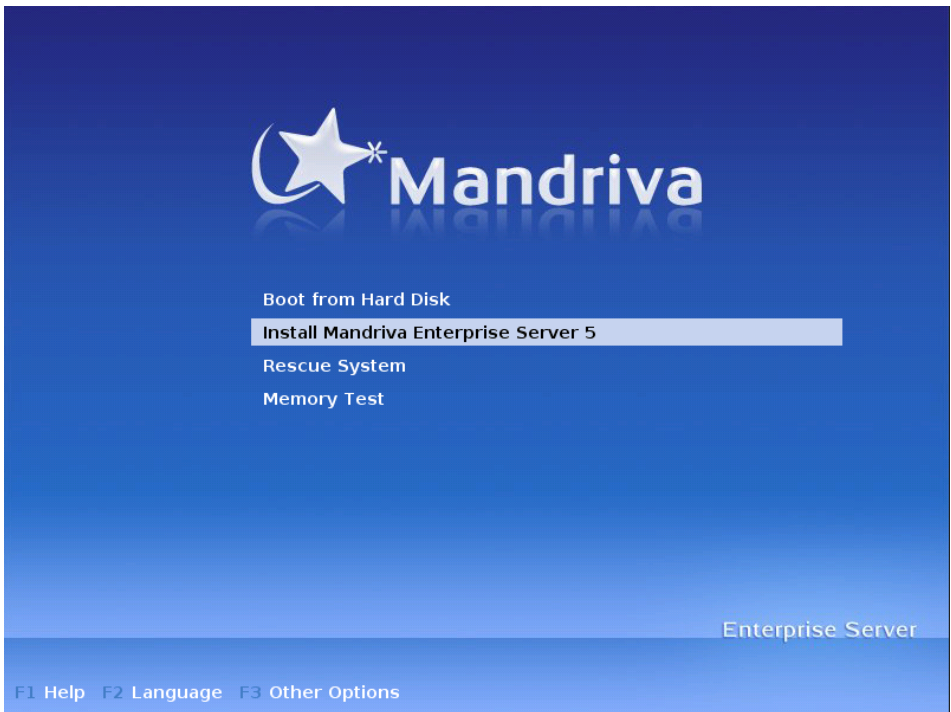 Mandriva
Boot from Hard Disk
Install Mandriva Enterprise Server 5
Rescue System
Memory Test
Enterprise Server
F1 Help F2 Language F3 Other Options